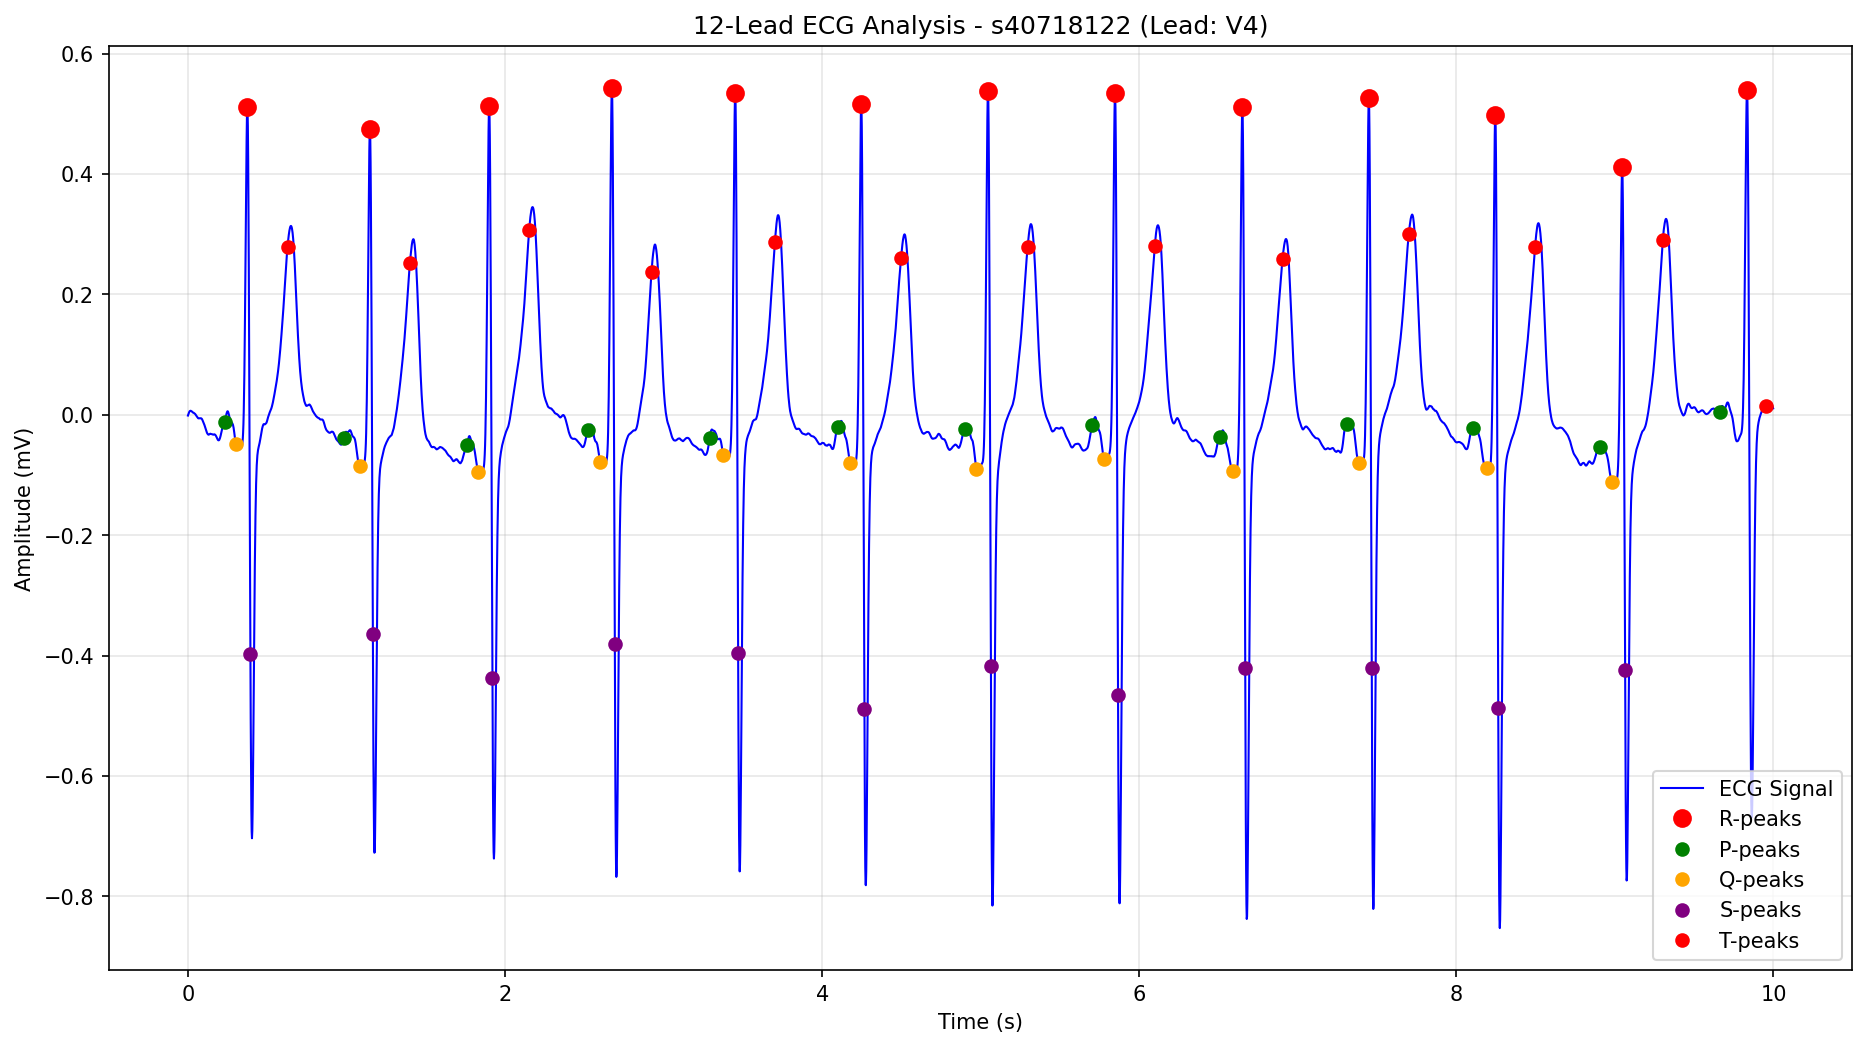 12-Lead ECG Analysis - s40718122 (Lead: V4)
0.6
0.4
0.2
0.0
−0.2
−0.4
−0.6
−0.8
Amplitude (mV)
ECG Signal
R-peaks
P-peaks
Q-peaks
S-peaks
T-peaks
0 2 4 6 8 10
Time (s)